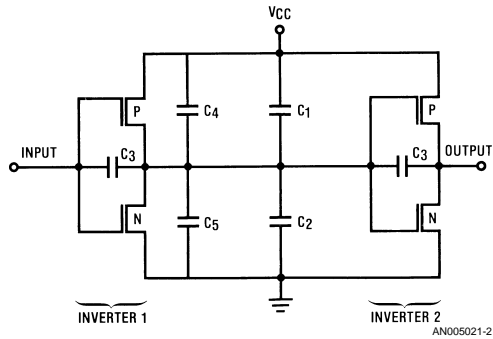 VCC
P
C4
C1
P
INPUT
C3
C3
OUTPUT
N
C5
C2
N
INVERTER 1
INVERTER 2
AN005021-2